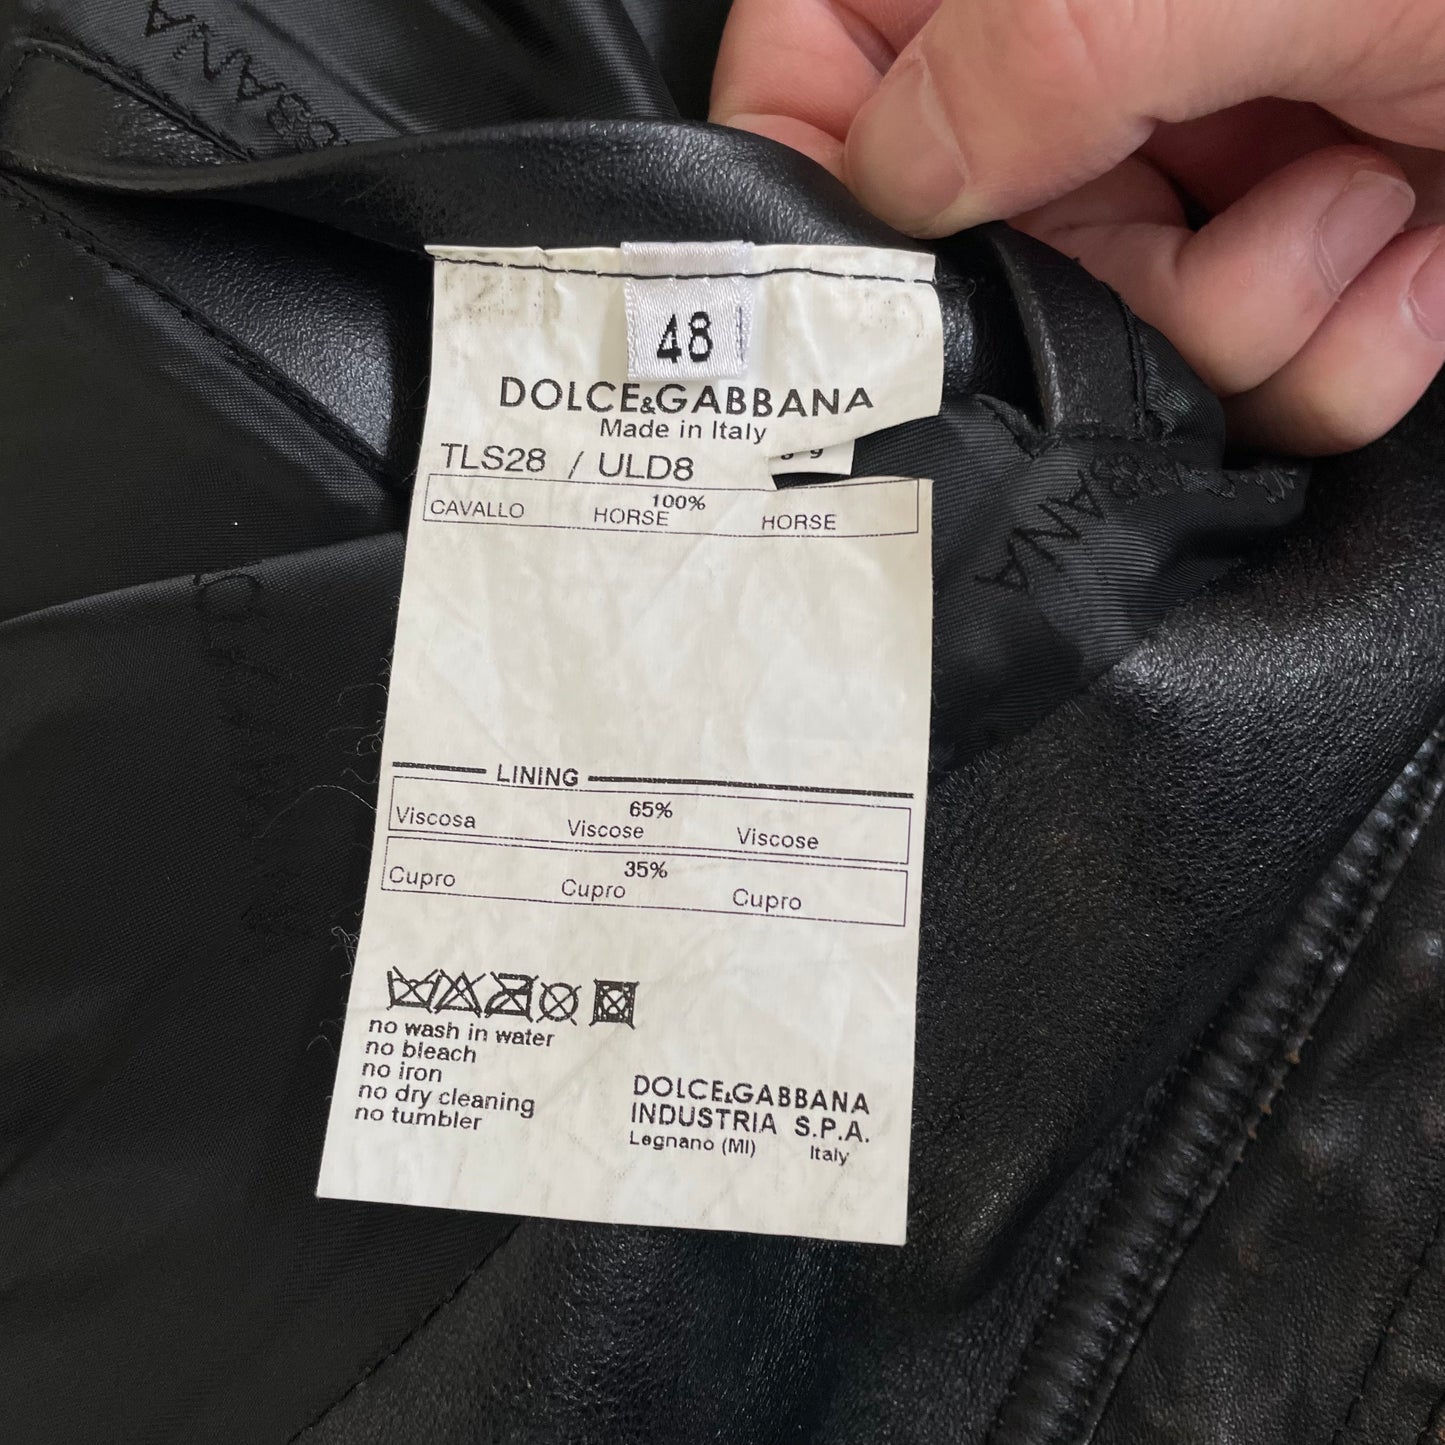 GABBANA
48
DOLCE&GABBANA
Made in Italy
TLS28 / ULD8
100%
CAVALLO HORSE HORSE
GABBANA
LINING
65%
Viscosa Viscose Viscose
35%
Cupro Cupro Cupro
no wash in water
no bleach
no iron
no dry cleaning
no tumbler
DOLCE&GABBANA
INDUSTRIA S.P.A.
Legnano (MI) Italy